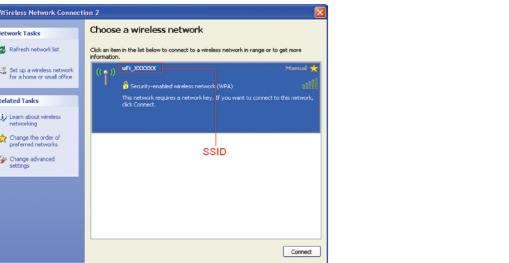 Wireless Network Connection 2
Network Tasks
Refresh network list
Set up a wireless network
for a home or small office
Related Tasks
Learn about wireless
networking
Change the order of
preferred networks
Change advanced
settings
Choose a wireless network
Click an item in the list below to connect to a wireless network in range or to get more
information.
ufi_XXXXXX
Manual
Security-enabled wireless network (WPA)
This network requires a network key. If you want to connect to this network,
click Connect.
SSID
Connect